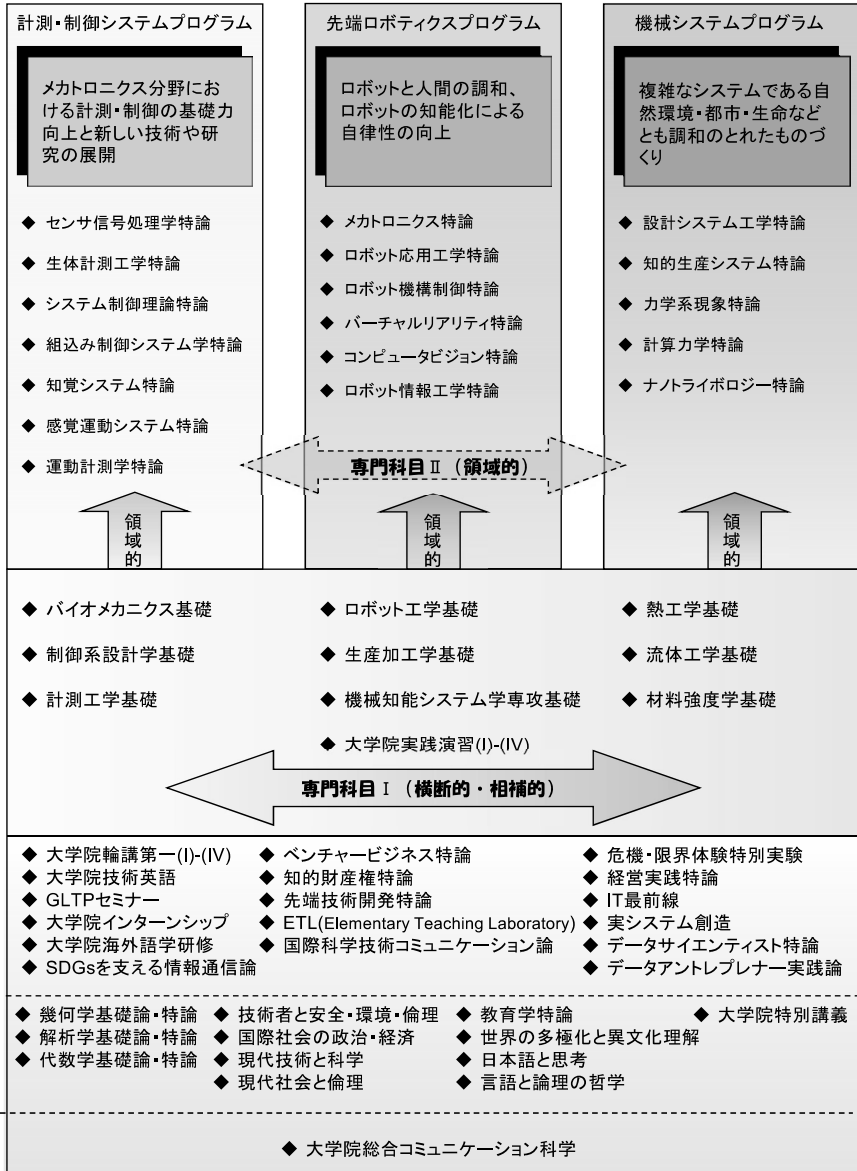 計測・制御システムプログラム
メカトロニクス分野にお
ける計測・制御の基礎力
向上と新しい技術や研
究の展開
◆ センサ信号処理学特論
◆ 生体計測工学特論
◆ システム制御理論特論
◆ 組込み制御システム学特論
◆ 知覚システム特論
◆ 感覚運動システム特論
◆ 運動計測学特論
先端ロボティクスプログラム
ロボットと人間の調和、
ロボットの知能化による
自律性の向上
◆ メカトロニクス特論
◆ ロボット応用工学特論
◆ ロボット機構制御特論
◆ バーチャルリアリティ特論
◆ コンピュータビジョン特論
◆ ロボット情報工学特論
機械システムプログラム
複雑なシステムである自
然環境・都市・生命など
とも調和のとれたものづ
くり
◆ 設計システム工学特論
◆ 知的生産システム特論
◆ 力学系現象特論
◆ 計算力学特論
◆ ナノトライボロジー特論
専門科目Ⅱ(領域的)
領域的
領域的
領域的
◆ バイオメカニクス基礎
◆ 制御系設計学基礎
◆ 計測工学基礎
◆ ロボット工学基礎
◆ 生産加工学基礎
◆ 機械知能システム学専攻基礎
◆ 大学院実践演習(I)-(IV)
◆ 熱工学基礎
◆ 流体工学基礎
◆ 材料強度学基礎
専門科目Ⅰ(横断的・相補的)
◆ 大学院輪講第一(I)-(IV)
◆ 大学院技術英語
◆ GLTPセミナー
◆ 大学院インターンシップ
◆ 大学院海外語学研修
◆ SDGsを支える情報通信論
◆ ベンチャービジネス特論
◆ 知的財産権特論
◆ 先端技術開発特論
◆ ETL(Elementary Teaching Laboratory)
◆ 国際科学技術コミュニケーション論
◆ 危機・限界体験特別実験
◆ 経営実践特論
◆ IT最前線
◆ 実システム創造
◆ データサイエンティスト特論
◆ データアントレプレナー実践論
◆ 幾何学基礎論・特論
◆ 解析学基礎論・特論
◆ 代数学基礎論・特論
◆ 技術者と安全・環境・倫理
◆ 国際社会の政治・経済
◆ 現代技術と科学
◆ 現代社会と倫理
◆ 教育学特論
◆ 世界の多極化と異文化理解
◆ 日本語と思考
◆ 言語と論理の哲学
◆ 大学院特別講義
◆ 大学院総合コミュニケーション科学